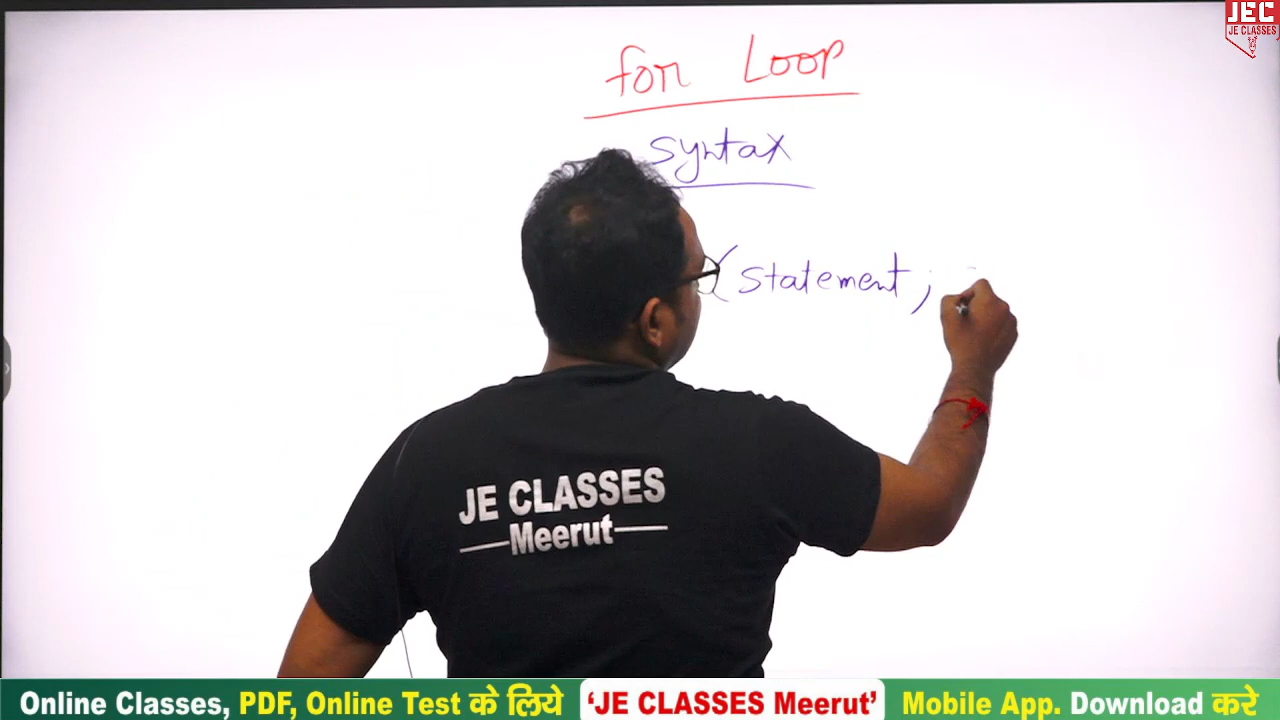 JEC
JE CLASSES
for Loop
syntax
(statement;
JE CLASSES
Meerut
Online Classes, PDF, Online Test के लिये 'JE CLASSES Meerut' Mobile App. Download करे